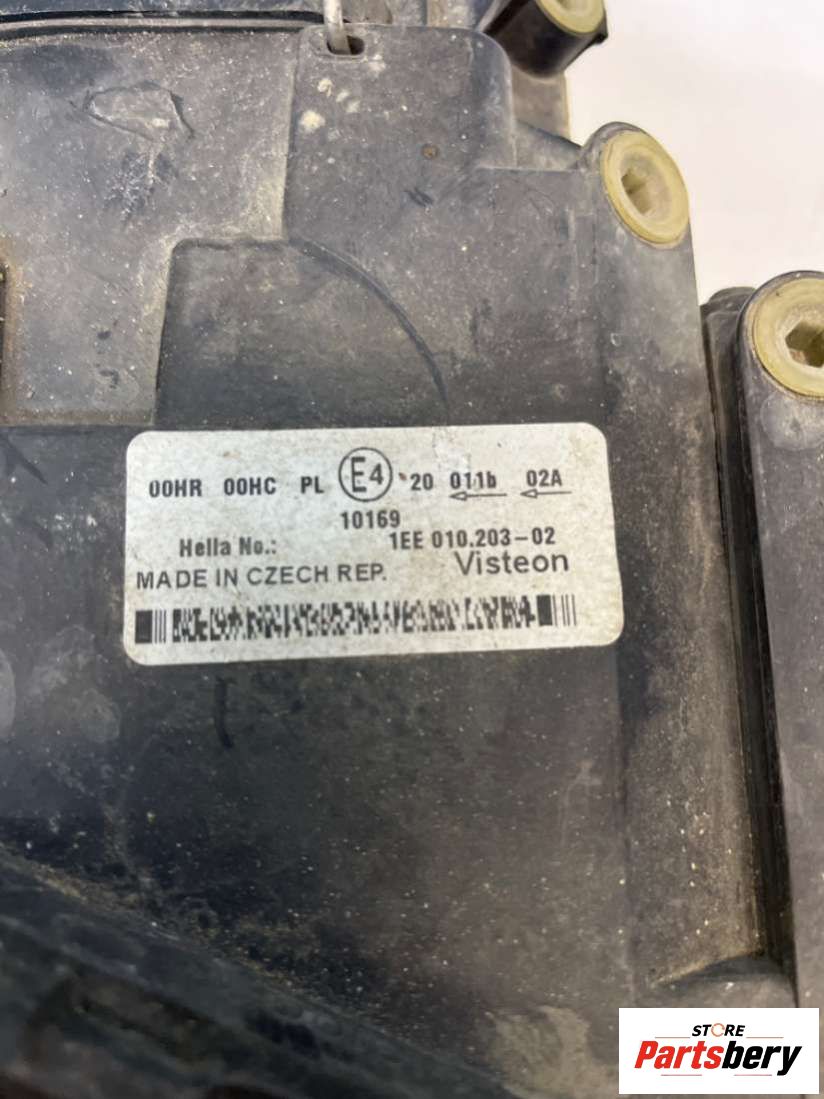 00HR 00HC PL E4 20 011b 02A
10169
Hella No.: 1EE 010.203-02
MADE IN CZECH REP. Visteon
STORE
Partsbery